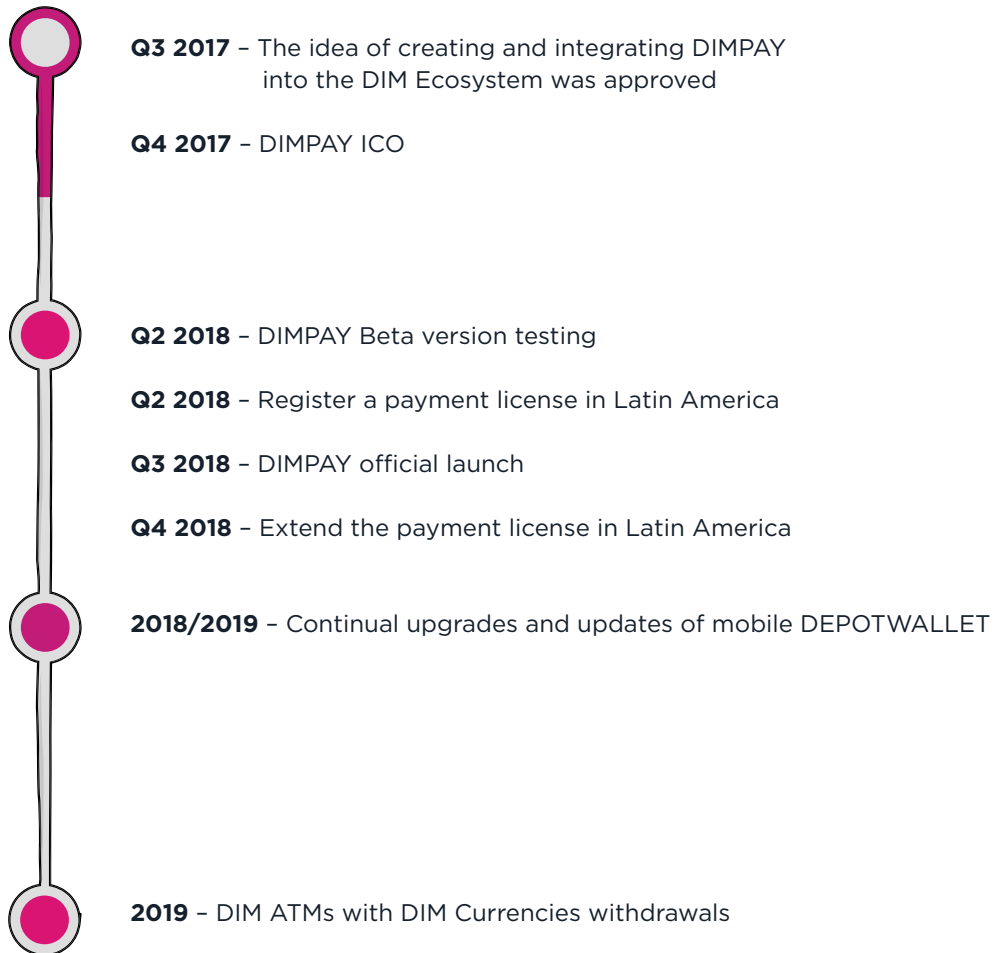 Q3 2017 – The idea of creating and integrating DIMPAY
into the DIM Ecosystem was approved
Q4 2017 – DIMPAY ICO
Q2 2018 – DIMPAY Beta version testing
Q2 2018 – Register a payment license in Latin America
Q3 2018 – DIMPAY official launch
Q4 2018 – Extend the payment license in Latin America
2018/2019 – Continual upgrades and updates of mobile DEPOTWALLET
2019 – DIM ATMs with DIM Currencies withdrawals